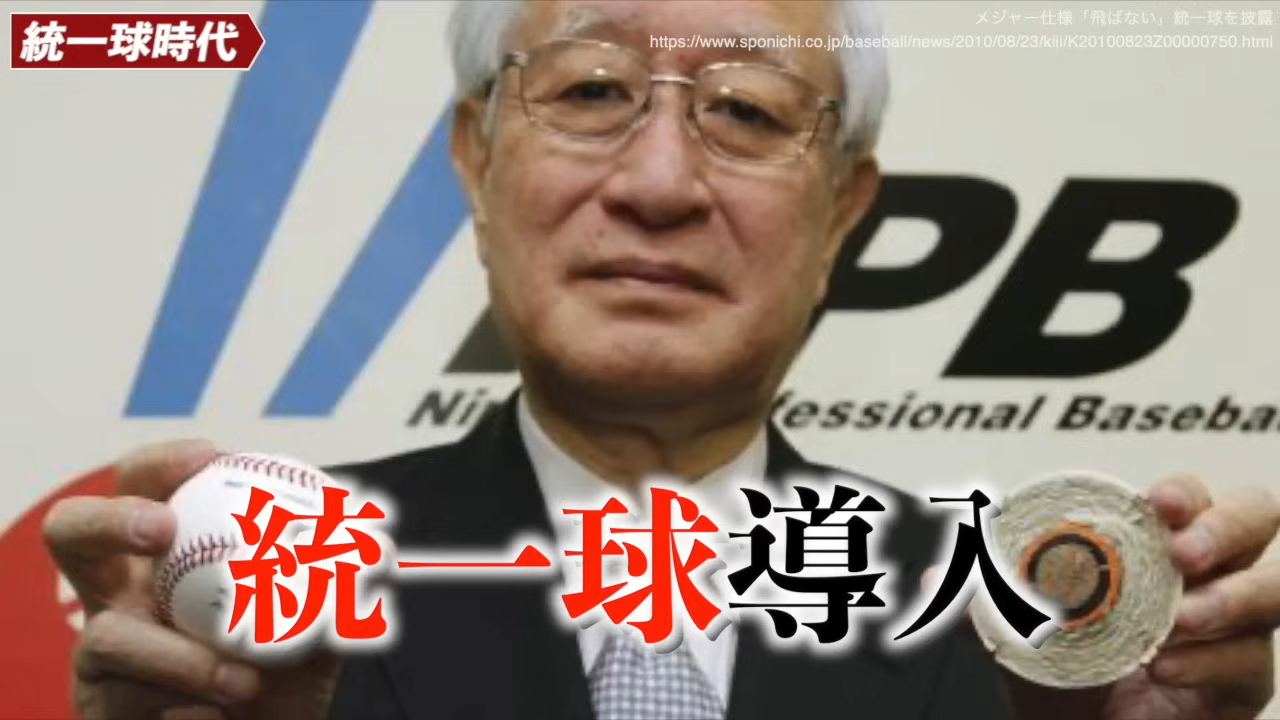 統一球時代
メジャー仕様「飛ばない」統一球を披露
https://www.sponichi.co.jp/baseball/news/2010/08/23/kiji/K20100823Z00000750.html
PB
fessional Baseba
統一球導入